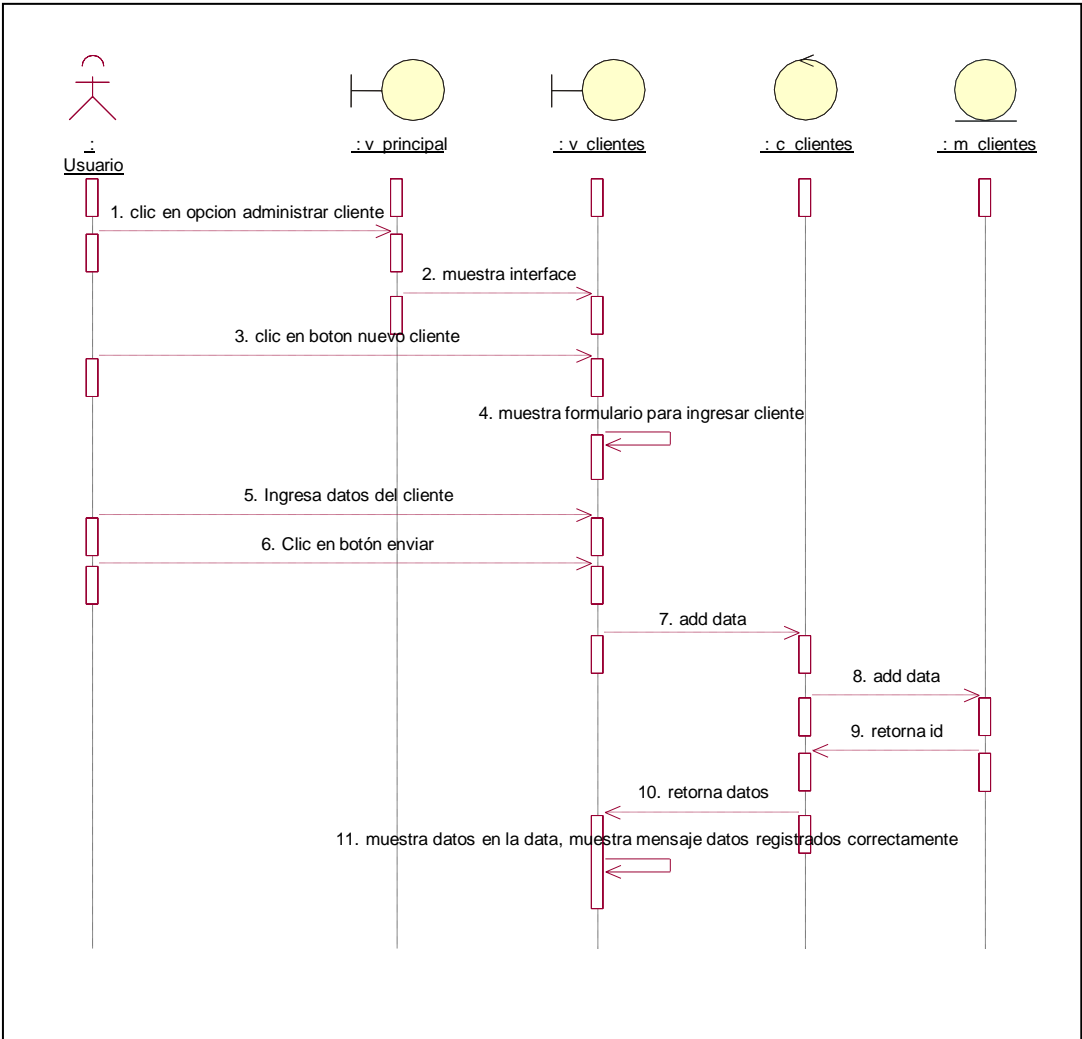 :
Usuario
: v_principal
: v_clientes
: c_clientes
: m_clientes
1. clic en opcion administrar cliente
2. muestra interface
3. clic en boton nuevo cliente
4. muestra formulario para ingresar cliente
5. Ingresa datos del cliente
6. Clic en botón enviar
7. add data
8. add data
9. retorna id
10. retorna datos
11. muestra datos en la data, muestra mensaje datos registrados correctamente